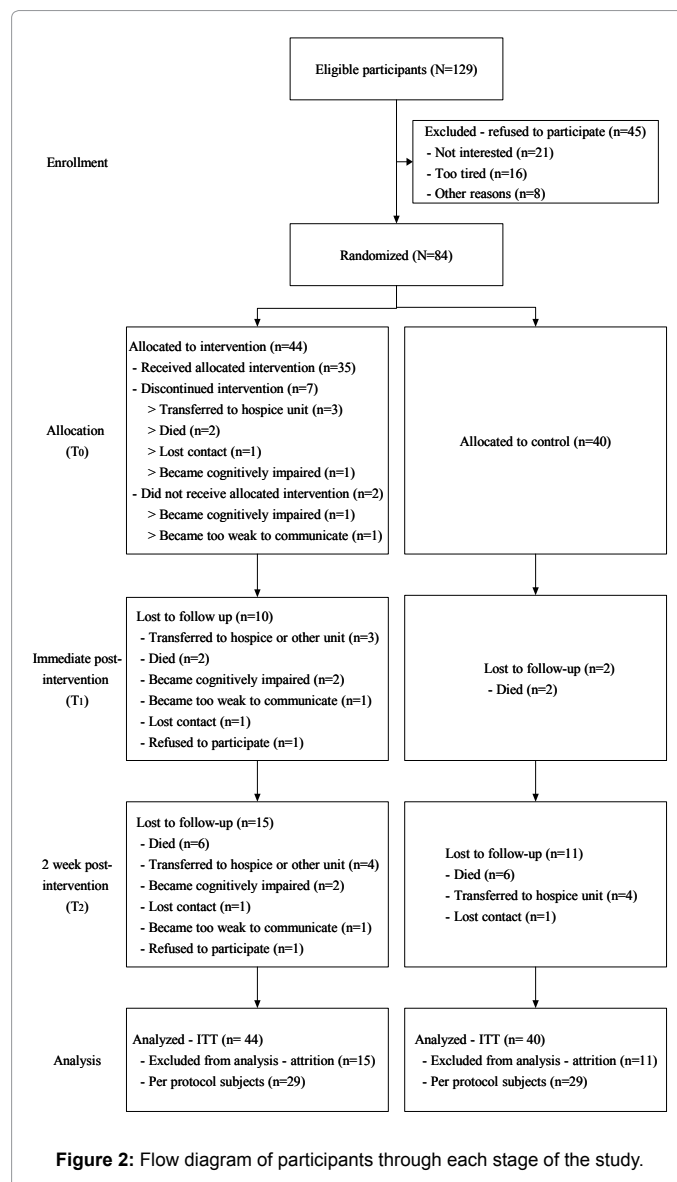 Eligible participants (N=129)
Enrollment
Excluded - refused to participate (n=45)
- Not interested (n=21)
- Too tired (n=16)
- Other reasons (n=8)
Randomized (N=84)
Allocation
(T0)
Allocated to intervention (n=44)
- Received allocated intervention (n=35)
- Discontinued intervention (n=7)
> Transferred to hospice unit (n=3)
> Died (n=2)
> Lost contact (n=1)
> Became cognitively impaired (n=1)
- Did not receive allocated intervention (n=2)
> Became cognitively impaired (n=1)
> Became too weak to communicate (n=1)
Allocated to control (n=40)
Immediate post-
intervention
(T1)
Lost to follow up (n=10)
- Transferred to hospice or other unit (n=3)
- Died (n=2)
- Became cognitively impaired (n=2)
- Became too weak to communicate (n=1)
- Lost contact (n=1)
- Refused to participate (n=1)
Lost to follow-up (n=2)
- Died (n=2)
2 week post-
intervention
(T2)
Lost to follow-up (n=15)
- Died (n=6)
- Transferred to hospice or other unit (n=4)
- Became cognitively impaired (n=2)
- Lost contact (n=1)
- Became too weak to communicate (n=1)
- Refused to participate (n=1)
Lost to follow-up (n=11)
- Died (n=6)
- Transferred to hospice unit (n=4)
- Lost contact (n=1)
Analysis
Analyzed - ITT (n= 44)
- Excluded from analysis - attrition (n=15)
- Per protocol subjects (n=29)
Analyzed - ITT (n= 40)
- Excluded from analysis - attrition (n=11)
- Per protocol subjects (n=29)
Figure 2: Flow diagram of participants through each stage of the study.